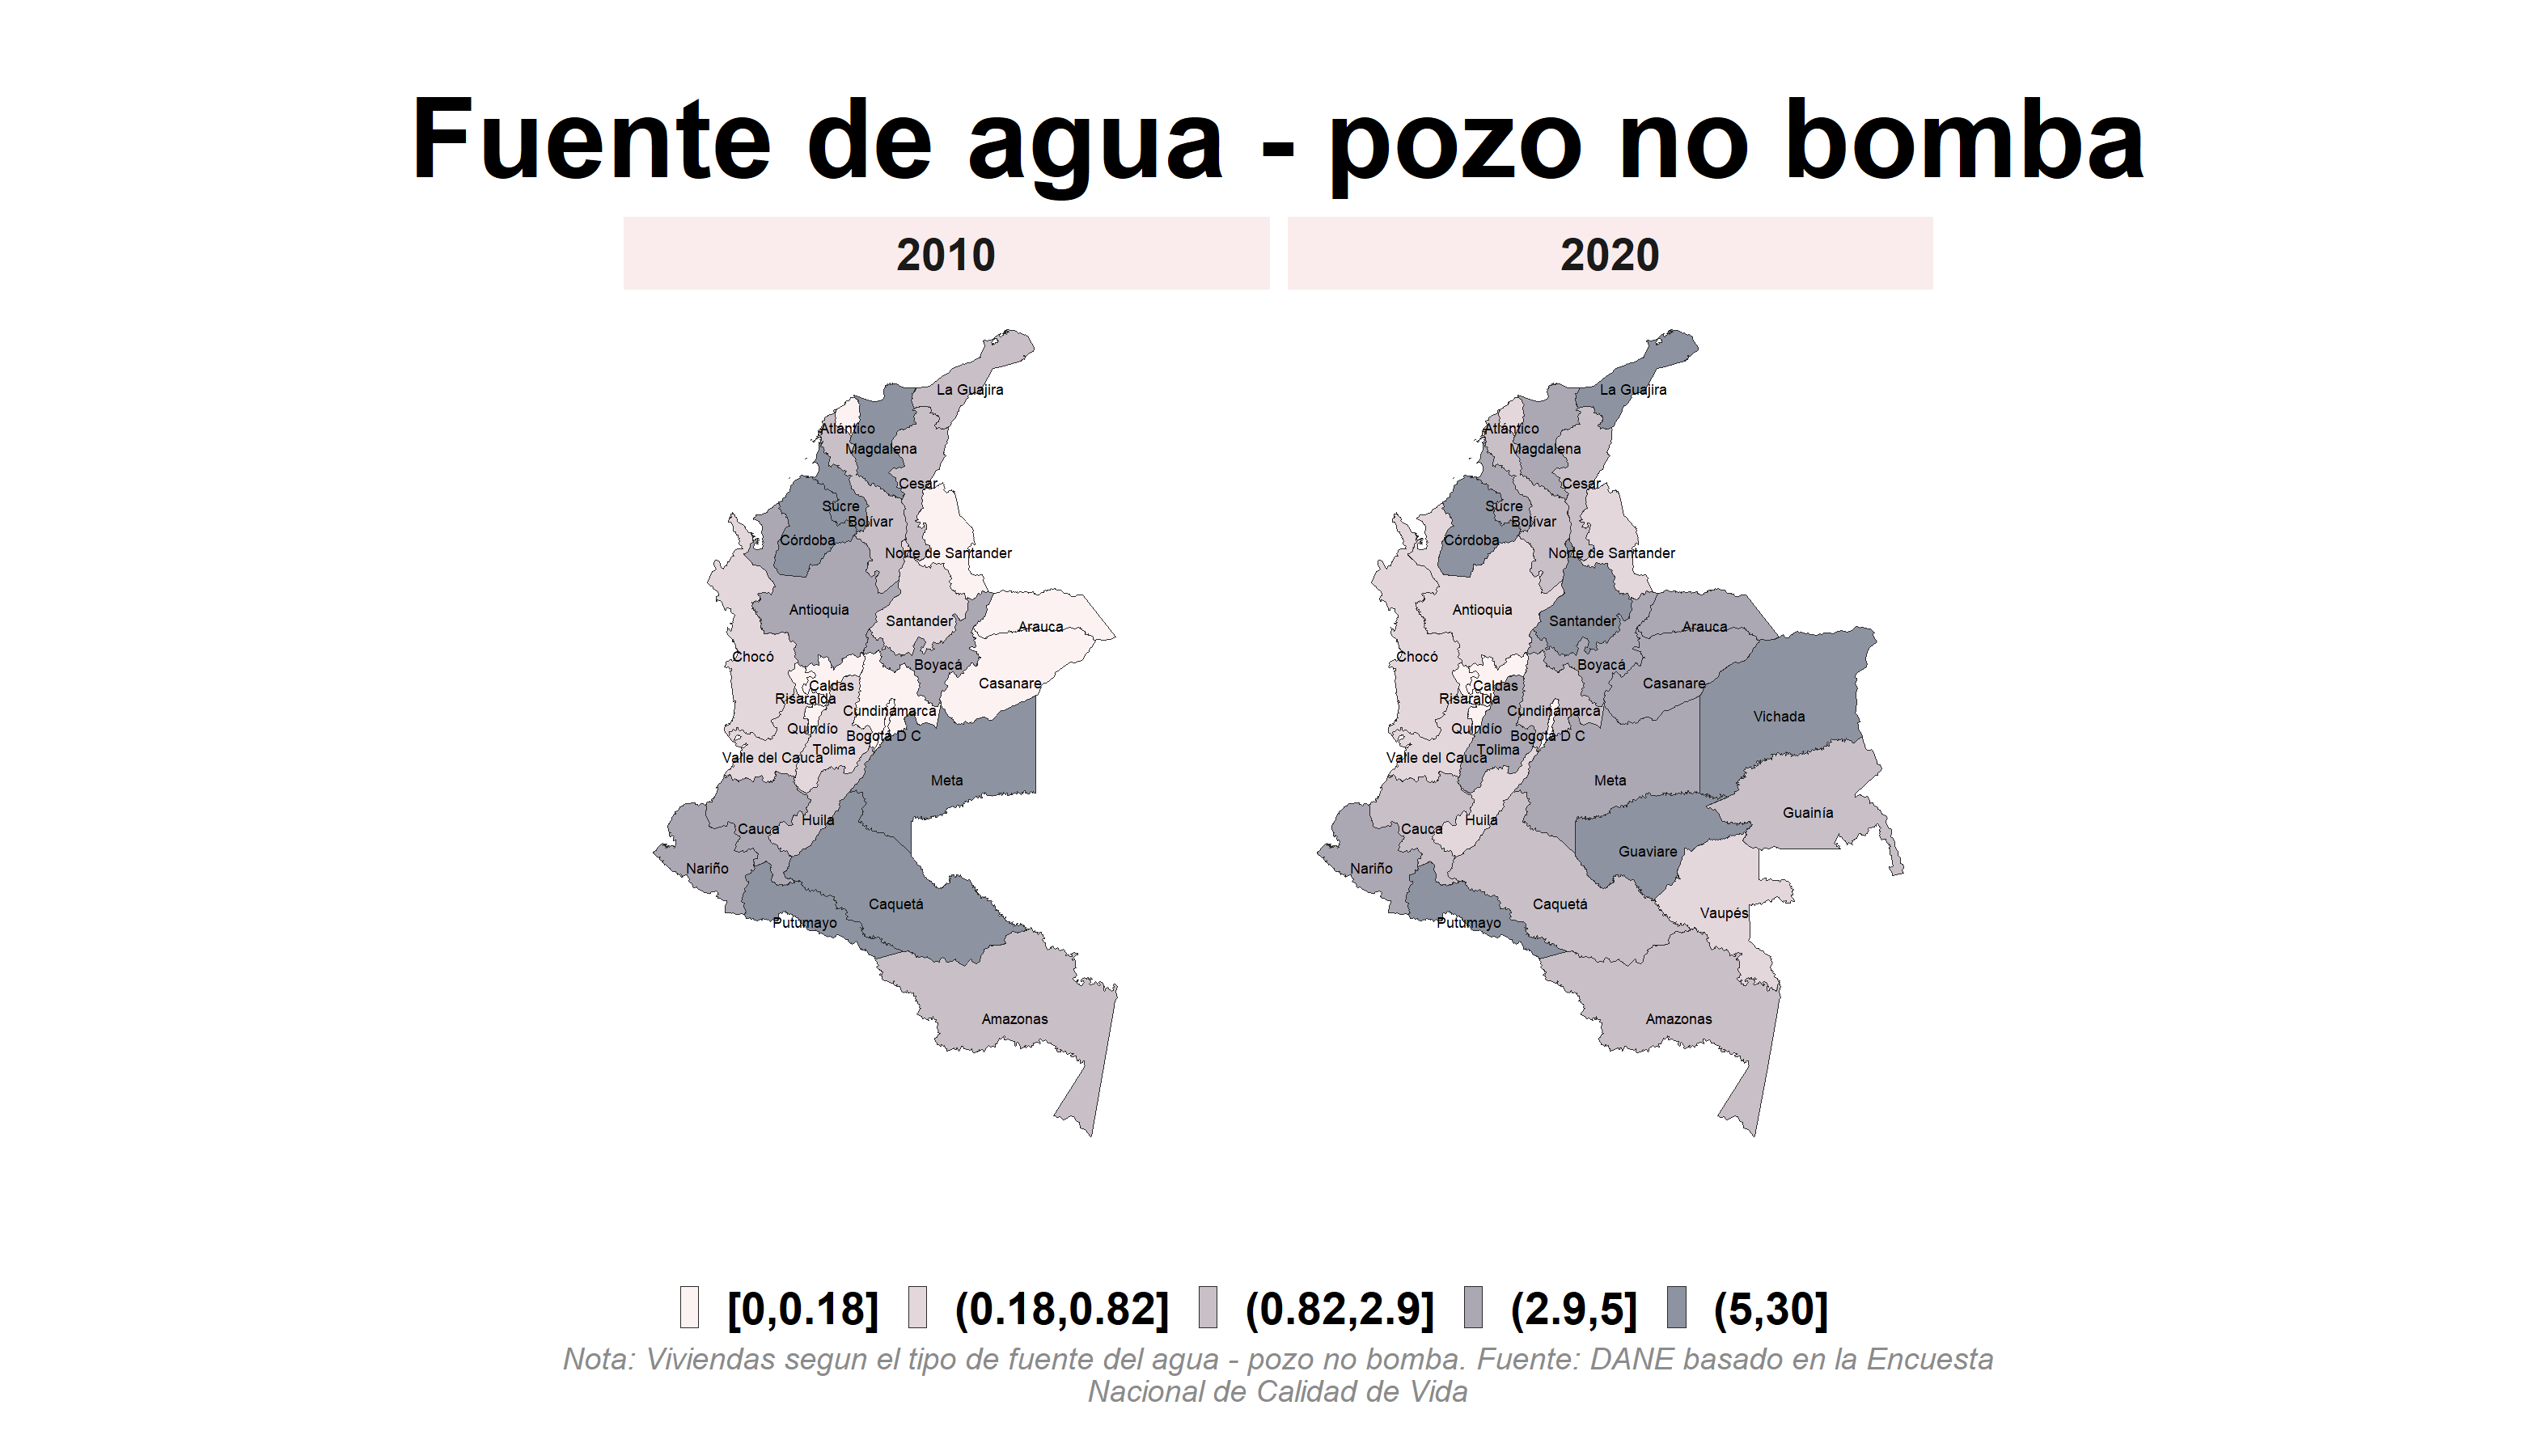 Fuente de agua - pozo no bomba
2010
2020
La Guajira
Atlántico
Magdalena
Cesar
Sucre
Bolívar
Córdoba
Norte de Santander
Antioquia
Santander
Arauca
Chocó
Boyacá
Casanare
Caldas
Risaralda
Cundinamarca
Quindío
Bogotá D C
Tolima
Valle del Cauca
Meta
Huila
Cauca
Nariño
Caquetá
Putumayo
Amazonas
La Guajira
Atlántico
Magdalena
Cesar
Sucre
Bolívar
Córdoba
Norte de Santander
Antioquia
Santander
Arauca
Chocó
Boyacá
Casanare
Caldas
Risaralda
Cundinamarca
Vichada
Quindío
Bogotá D C
Tolima
Valle del Cauca
Meta
Guainía
Huila
Cauca
Guaviare
Nariño
Caquetá
Vaupés
Putumayo
Amazonas
[0,0.18] (0.18,0.82] (0.82,2.9] (2.9,5] (5,30]
Nota: Viviendas segun el tipo de fuente del agua - pozo no bomba. Fuente: DANE basado en la Encuesta
Nacional de Calidad de Vida